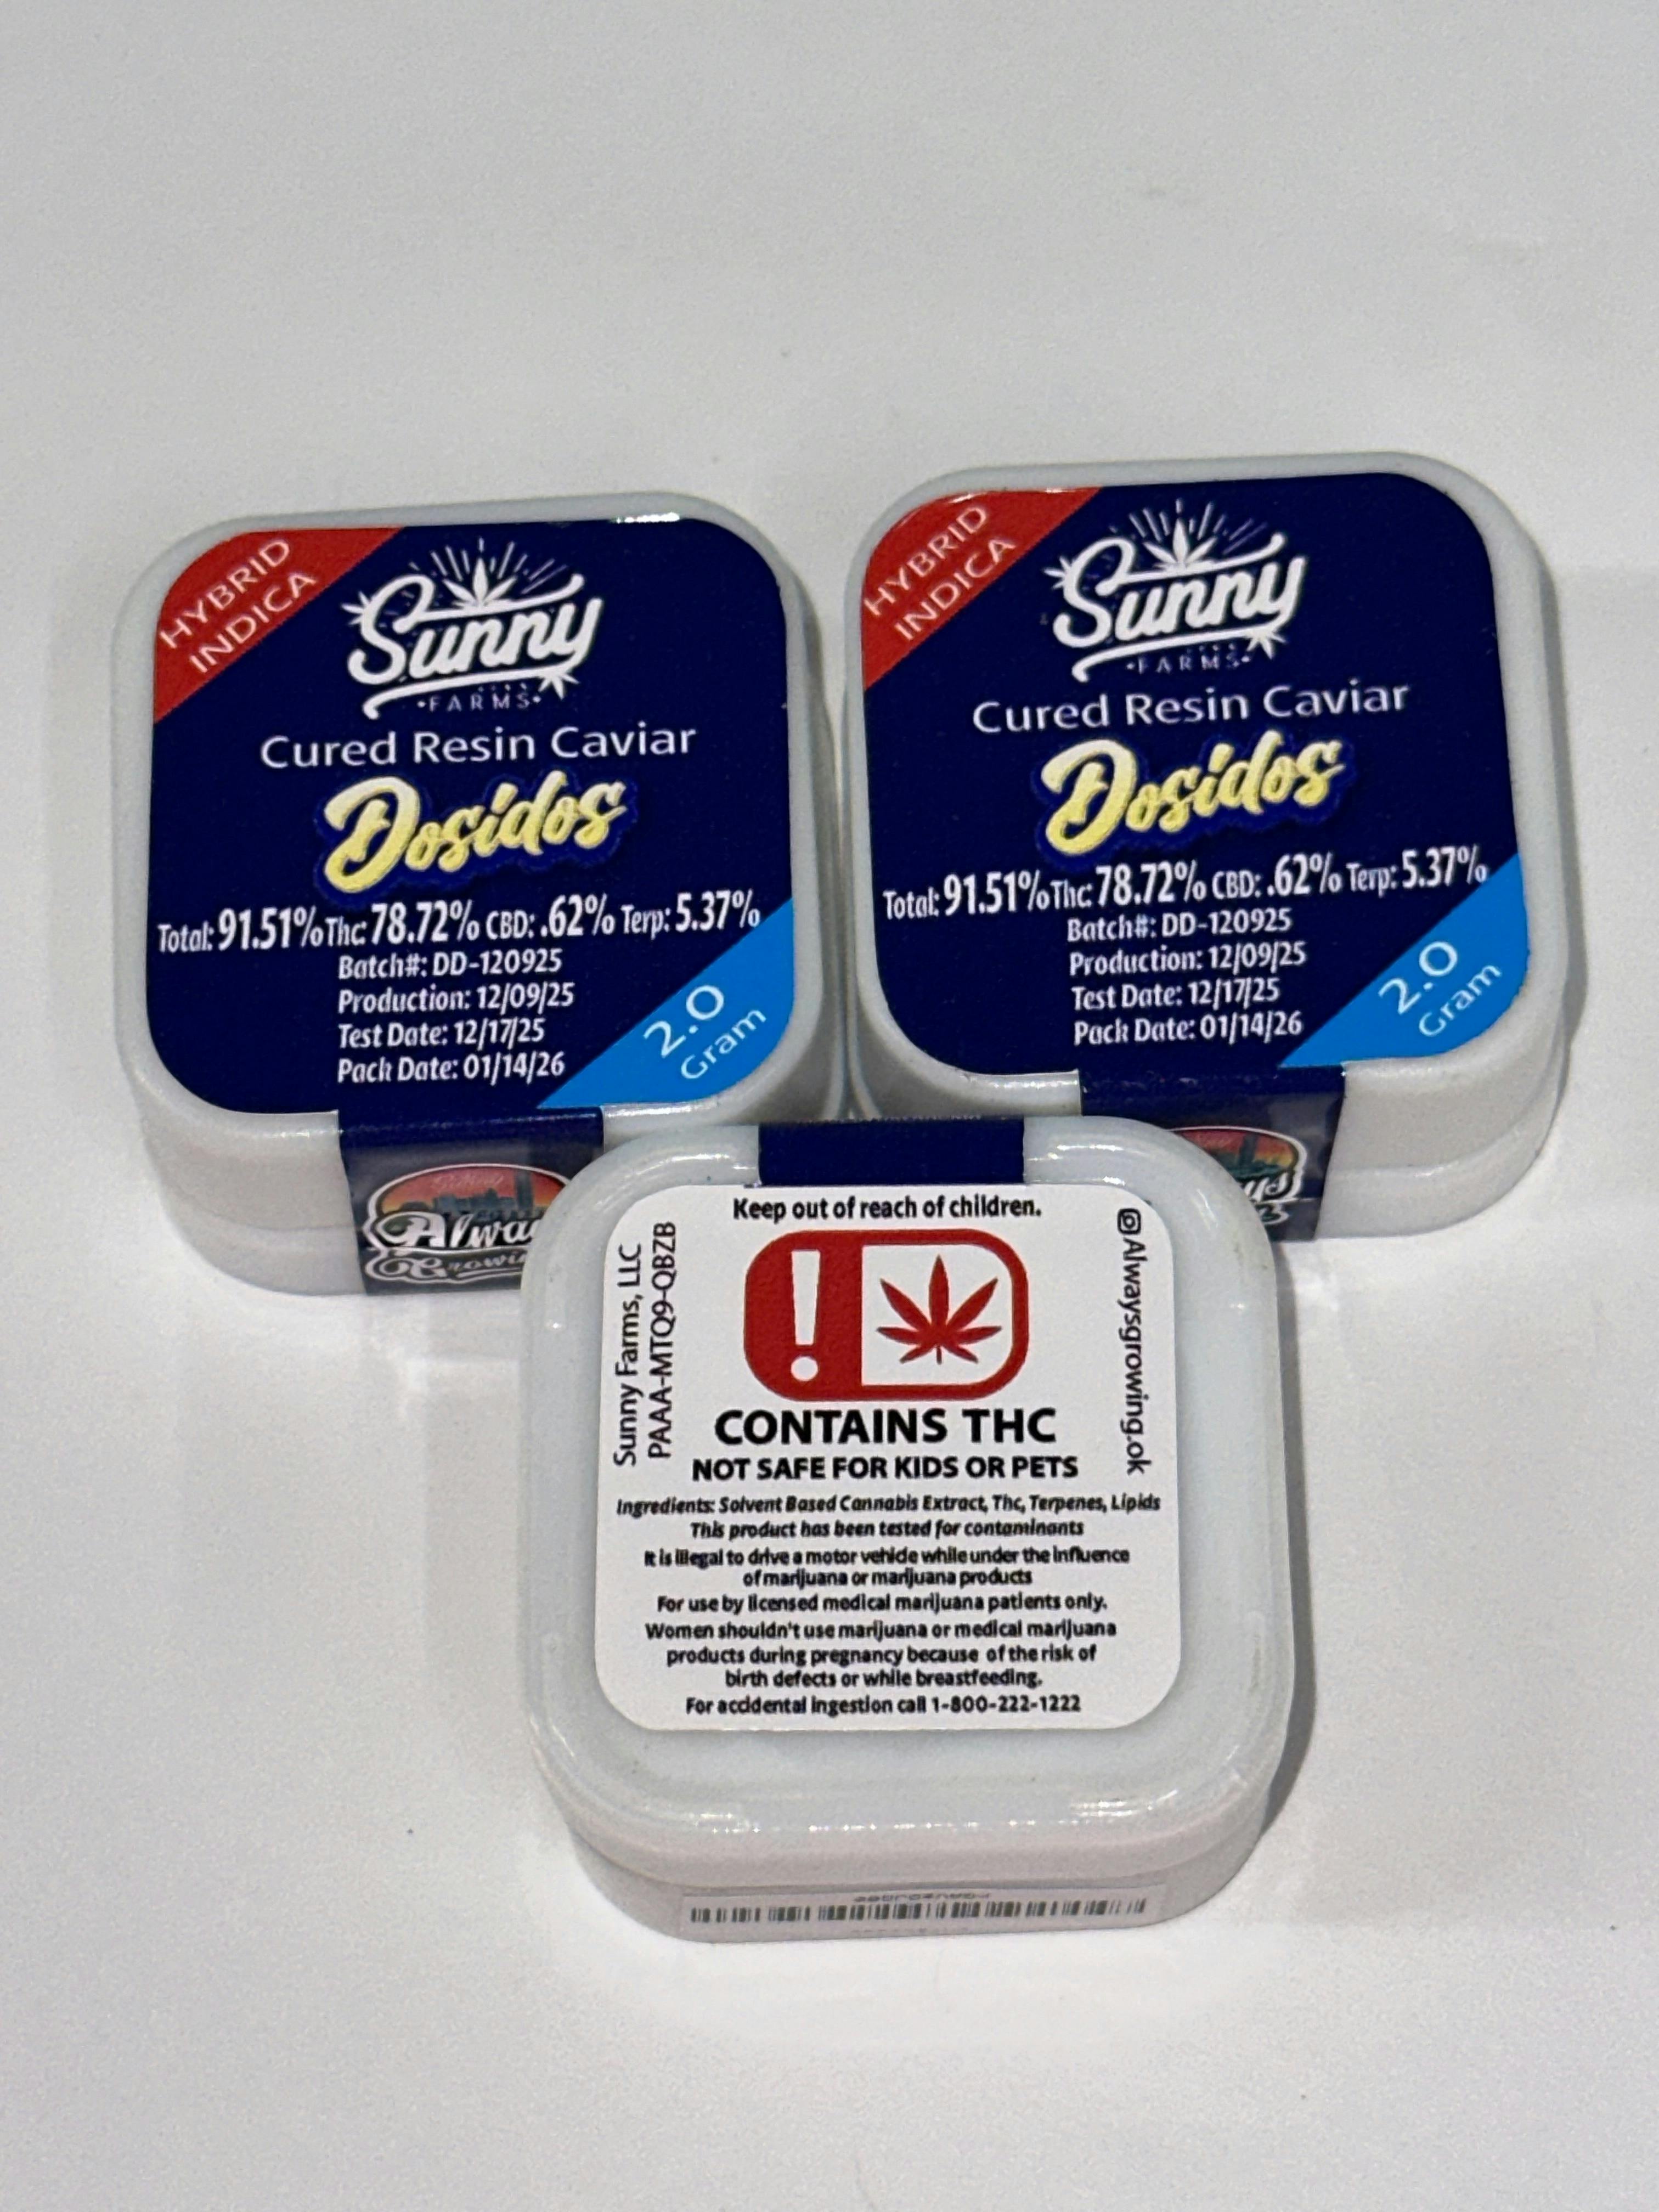 HYBRID
INDICA
Sunny
•FARMS•
Cured Resin Caviar
Dosidos
Total: 91.51% Thc: 78.72% CBD: .62% Terp: 5.37%
Batch#: DD-120925
Production: 12/09/25
Test Date: 12/17/25
Pack Date: 01/14/26
2.0
Gram
HYBRID
INDICA
Sunny
•FARMS•
Cured Resin Caviar
Dosidos
Total: 91.51% Thc: 78.72% CBD: .62% Terp: 5.37%
Batch#: DD-120925
Production: 12/09/25
Test Date: 12/17/25
Pack Date: 01/14/26
2.0
Gram
Keep out of reach of children.
Sunny Farms, LLC
PAAA-MTQ9-QBZB
@Alwaysgrowing.ok
CONTAINS THC
NOT SAFE FOR KIDS OR PETS
Ingredients: Solvent Based Cannabis Extract, Thc, Terpenes, Lipids
This product has been tested for contaminants
It is illegal to drive a motor vehicle while under the influence
of marijuana or marijuana products
For use by licensed medical marijuana patients only.
Women shouldn't use marijuana or medical marijuana
products during pregnancy because of the risk of
birth defects or while breastfeeding.
For accidental ingestion call 1-800-222-1222